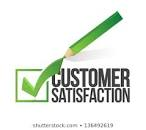 CUSTOMER
SATISFACTION
shutterstock.com • 136492619